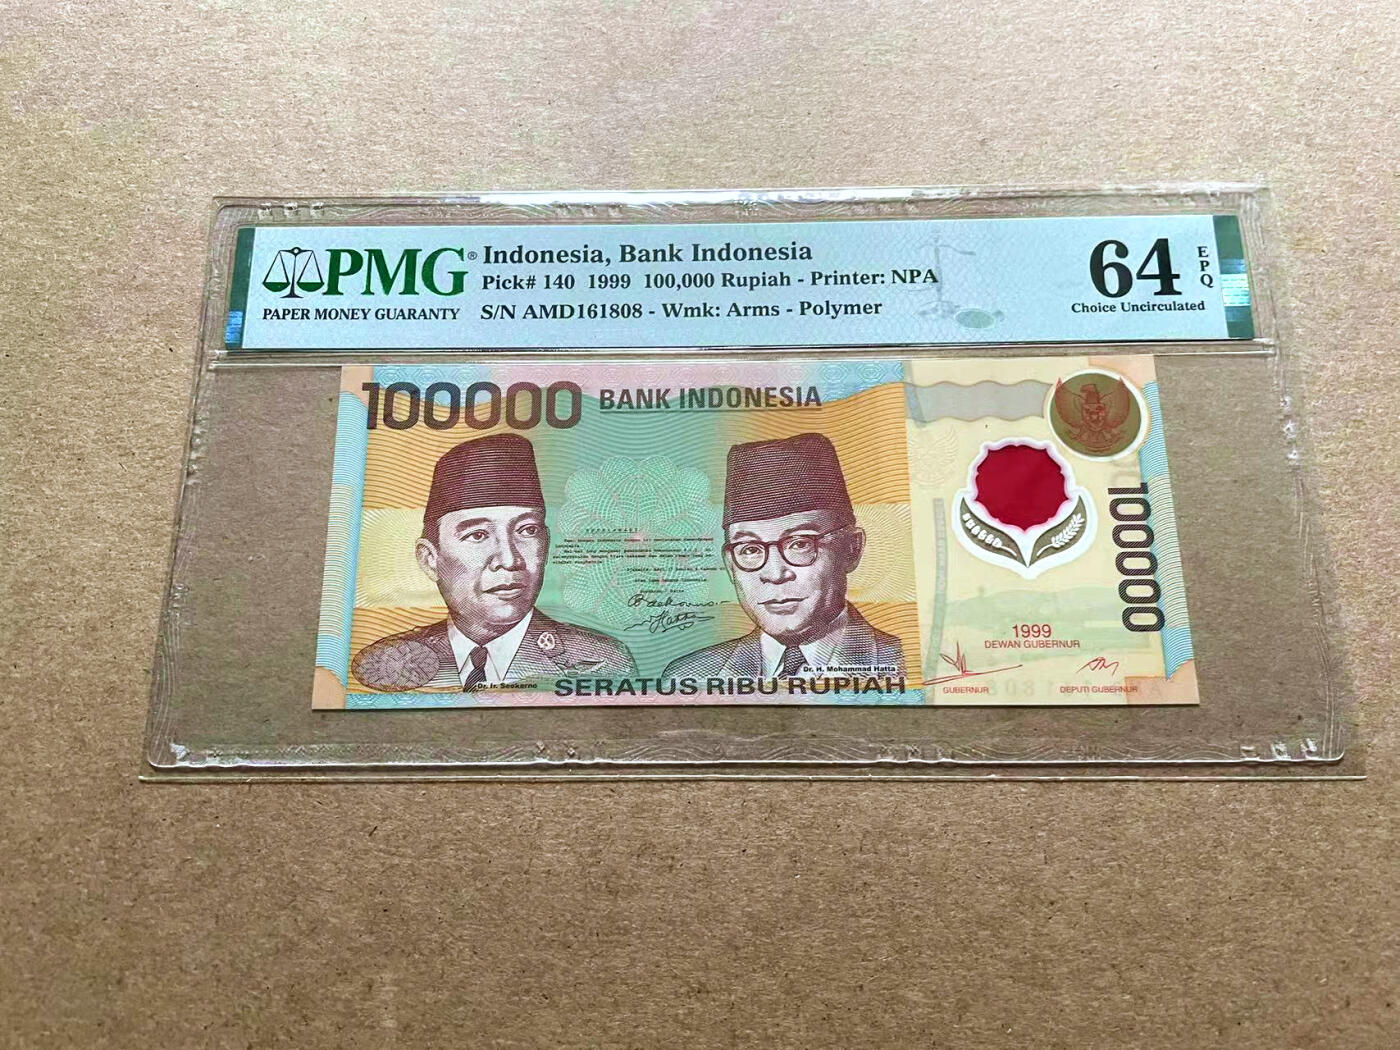 PMG®
PAPER MONEY GUARANTY
Indonesia, Bank Indonesia
Pick# 140 1999 100,000 Rupiah - Printer: NPA
S/N AMD161808 - Wmk: Arms - Polymer
64
EPQ
Choice Uncirculated
100000
BANK INDONESIA
100000
1999
DEWAN GUBERNUR
GUBERNUR
DEPUTI GUBERNUR
Dr. Ir. Soekarno
Dr. H. Mohammad Hatta
SERATUS RIBU RUPIAH